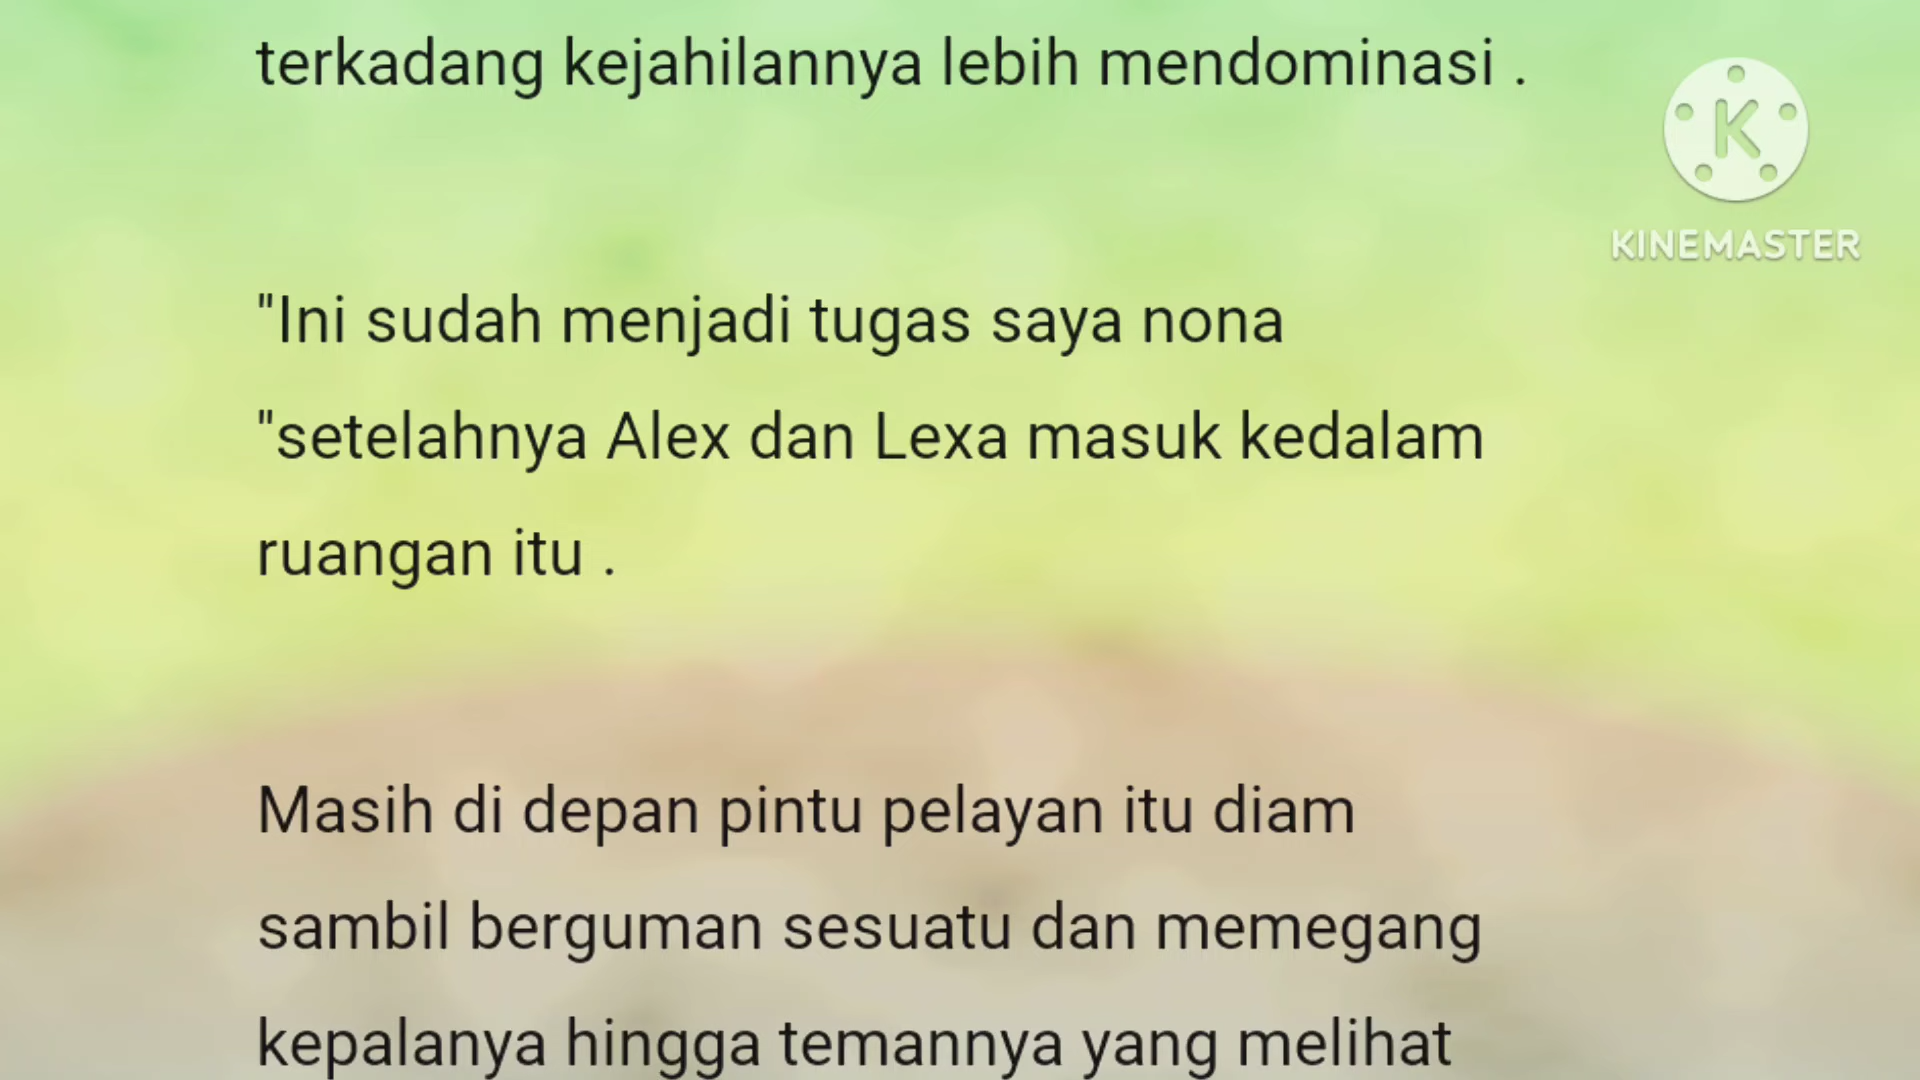 terkadang kejahilannya lebih mendominasi .
K
KINEMASTER
"Ini sudah menjadi tugas saya nona
"setelahnya Alex dan Lexa masuk kedalam
ruangan itu .
Masih di depan pintu pelayan itu diam
sambil berguman sesuatu dan memegang
kepalanya hingga temannya yang melihat